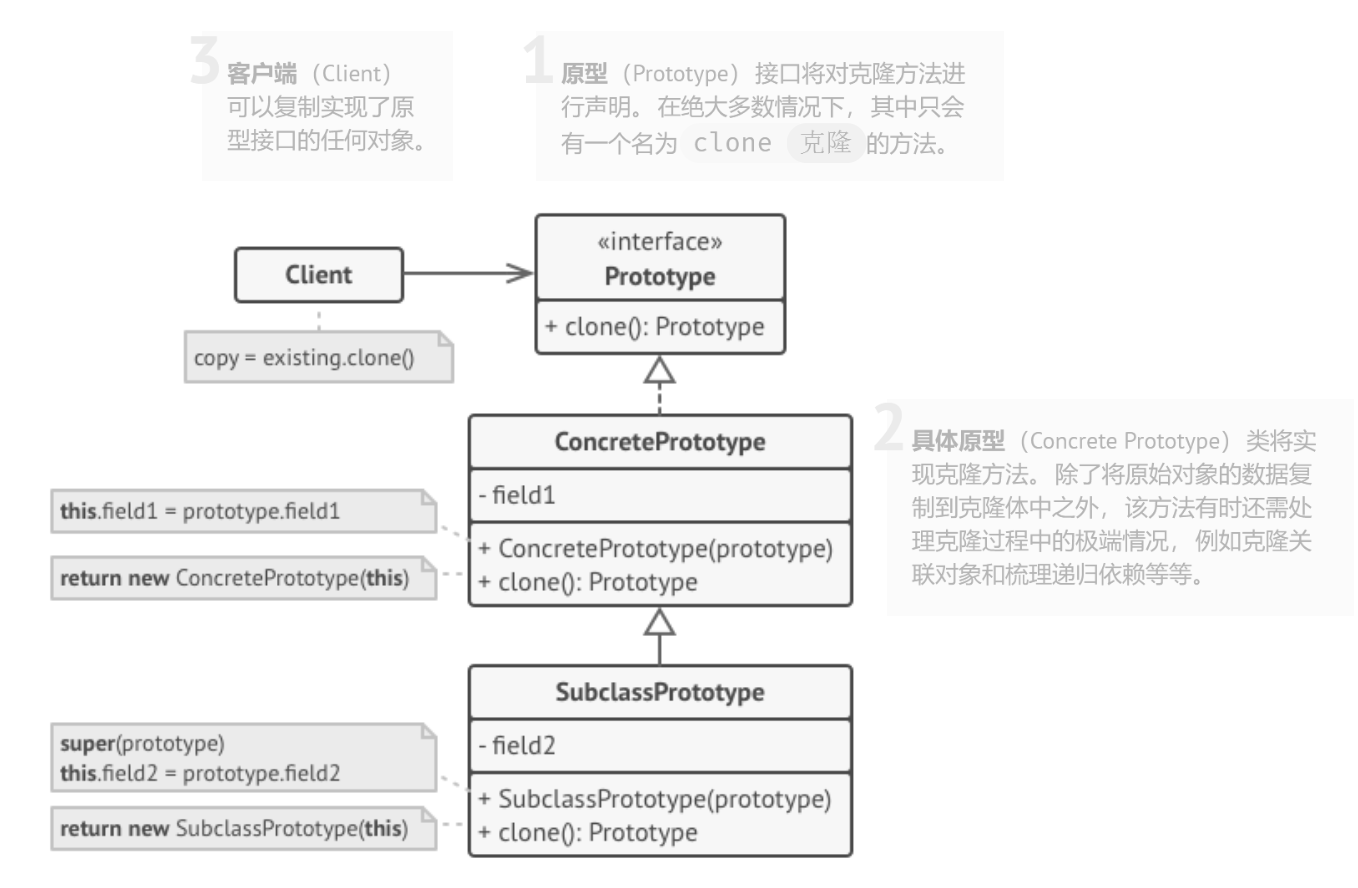 3
客户端（Client）
可以复制实现了原
型接口的任何对象。
1
原型（Prototype）接口将对克隆方法进
行声明。在绝大多数情况下，其中只会
有一个名为 clone 克隆 的方法。
Client
«interface»
Prototype
+ clone(): Prototype
copy = existing.clone()
ConcretePrototype
- field1
+ ConcretePrototype(prototype)
+ clone(): Prototype
this.field1 = prototype.field1
return new ConcretePrototype(this)
2
具体原型（Concrete Prototype）类将实
现克隆方法。除了将原始对象的数据复
制到克隆体中之外，该方法有时还需处
理克隆过程中的极端情况，例如克隆关
联对象和梳理递归依赖等等。
SubclassPrototype
- field2
+ SubclassPrototype(prototype)
+ clone(): Prototype
super(prototype)
this.field2 = prototype.field2
return new SubclassPrototype(this)